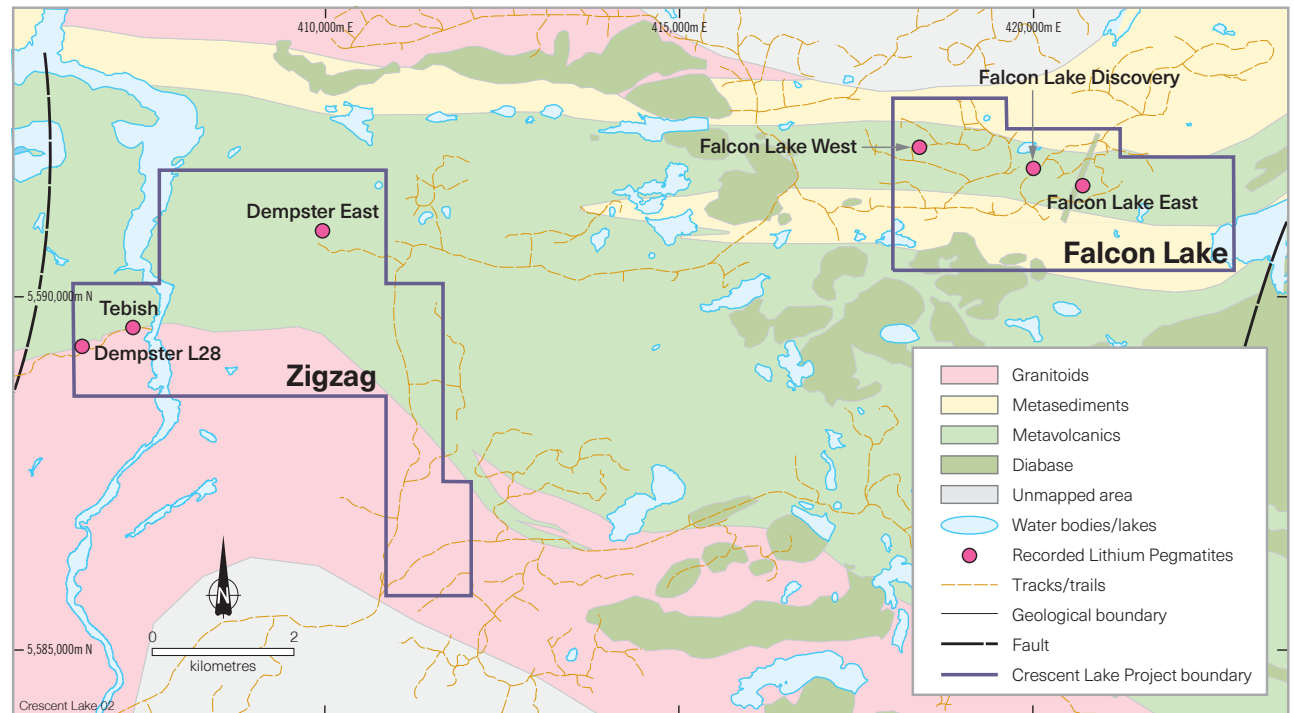 410,000m E
415,000m E
420,000m E
Falcon Lake Discovery
Falcon Lake West
Falcon Lake East
Dempster East
Falcon Lake
5,590,000m N
Tebish
Dempster L28
Zigzag
Granitoids
Metasediments
Metavolcanics
Diabase
Unmapped area
Water bodies/lakes
Recorded Lithium Pegmatites
Tracks/trails
Geological boundary
Fault
Crescent Lake Project boundary
N
0 2
kilometres
5,585,000m N
Crescent Lake 02